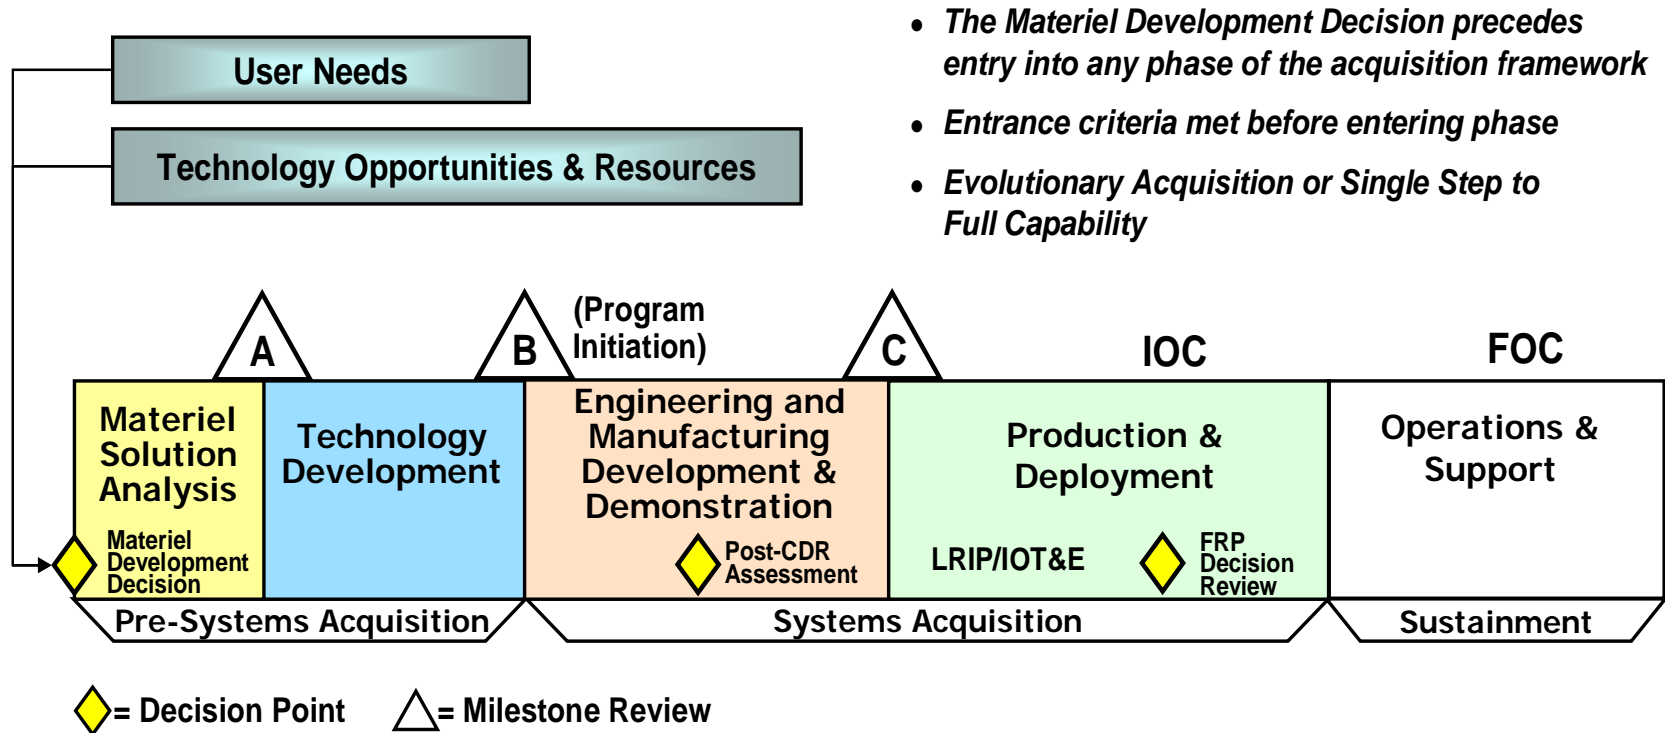 User Needs
Technology Opportunities & Resources
• The Materiel Development Decision precedes
entry into any phase of the acquisition framework
• Entrance criteria met before entering phase
• Evolutionary Acquisition or Single Step to
Full Capability
A
B
(Program
Initiation)
C
IOC
FOC
Materiel
Solution
Analysis
Technology
Development
Engineering and
Manufacturing
Development &
Demonstration
Production &
Deployment
Operations &
Support
Materiel
Development
Decision
Post-CDR
Assessment
LRIP/IOT&E
FRP
Decision
Review
Pre-Systems Acquisition
Systems Acquisition
Sustainment
= Decision Point
= Milestone Review